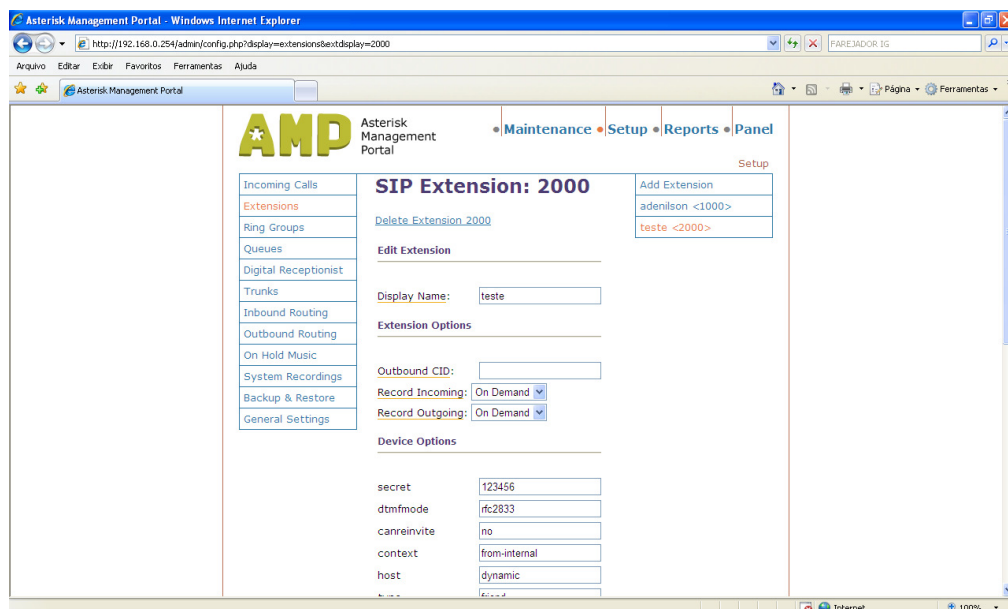 Asterisk Management Portal - Windows Internet Explorer
http://192.168.0.254/admin/config.php?display=extensions&extdisplay=2000
FAREJADOR IG
Arquivo Editar Exibir Favoritos Ferramentas Ajuda
Asterisk Management Portal
Página
Ferramentas
AMP
Asterisk
Management
Portal
Maintenance Setup Reports Panel
Setup
Incoming Calls
Extensions
Ring Groups
Queues
Digital Receptionist
Trunks
Inbound Routing
Outbound Routing
On Hold Music
System Recordings
Backup & Restore
General Settings
SIP Extension: 2000
Delete Extension 2000
Edit Extension
Display Name: teste
Extension Options
Outbound CID:
Record Incoming: On Demand
Record Outgoing: On Demand
Device Options
secret 123456
dtmfmode rfc2833
canreinvite no
context from-internal
host dynamic
Add Extension
adenilson <1000>
teste <2000>
Internet
100%